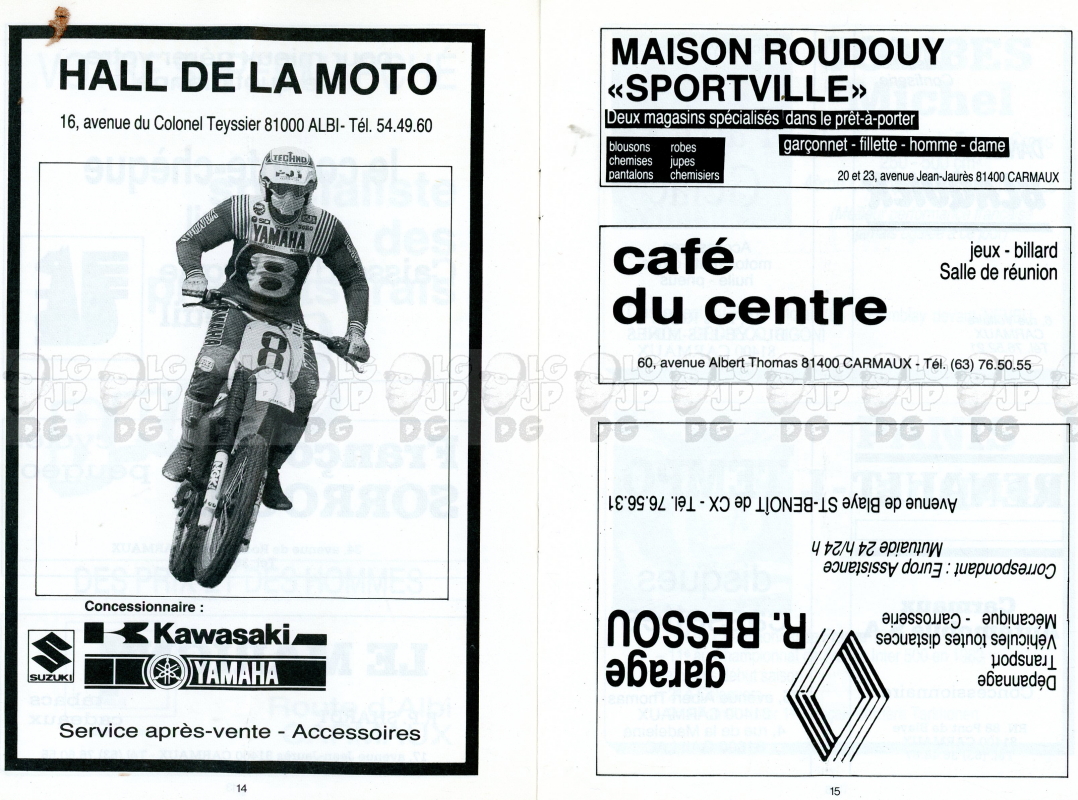 HALL DE LA MOTO
16, avenue du Colonel Teyssier 81000 ALBI - Tél. 54.49.60
TECHNO
YAMAHA
8
YAMAHA
8
Concessionnaire :
SUZUKI
Kawasaki
YAMAHA
Service après-vente - Accessoires
14
MAISON ROUDOUY
«SPORTVILLE»
Deux magasins spécialisés dans le prêt-à-porter
blousons robes
chemises jupes
pantalons chemisiers
garçonnet - fillette - homme - dame
20 et 23, avenue Jean-Jaurès 81400 CARMAUX
café
du centre
jeux - billard
Salle de réunion
60, avenue Albert Thomas 81400 CARMAUX - Tél. (63) 76.50.55
garage
R. BESSOU
Dépannage
Transport
Véhicules toutes distances
Mécanique - Carrosserie
Correspondant : Europ Assistance
Mutuaide 24 h/24 h
Avenue de Blaye ST-BENOÎT de CX - Tél. 76.56.31
15
LG JP DG